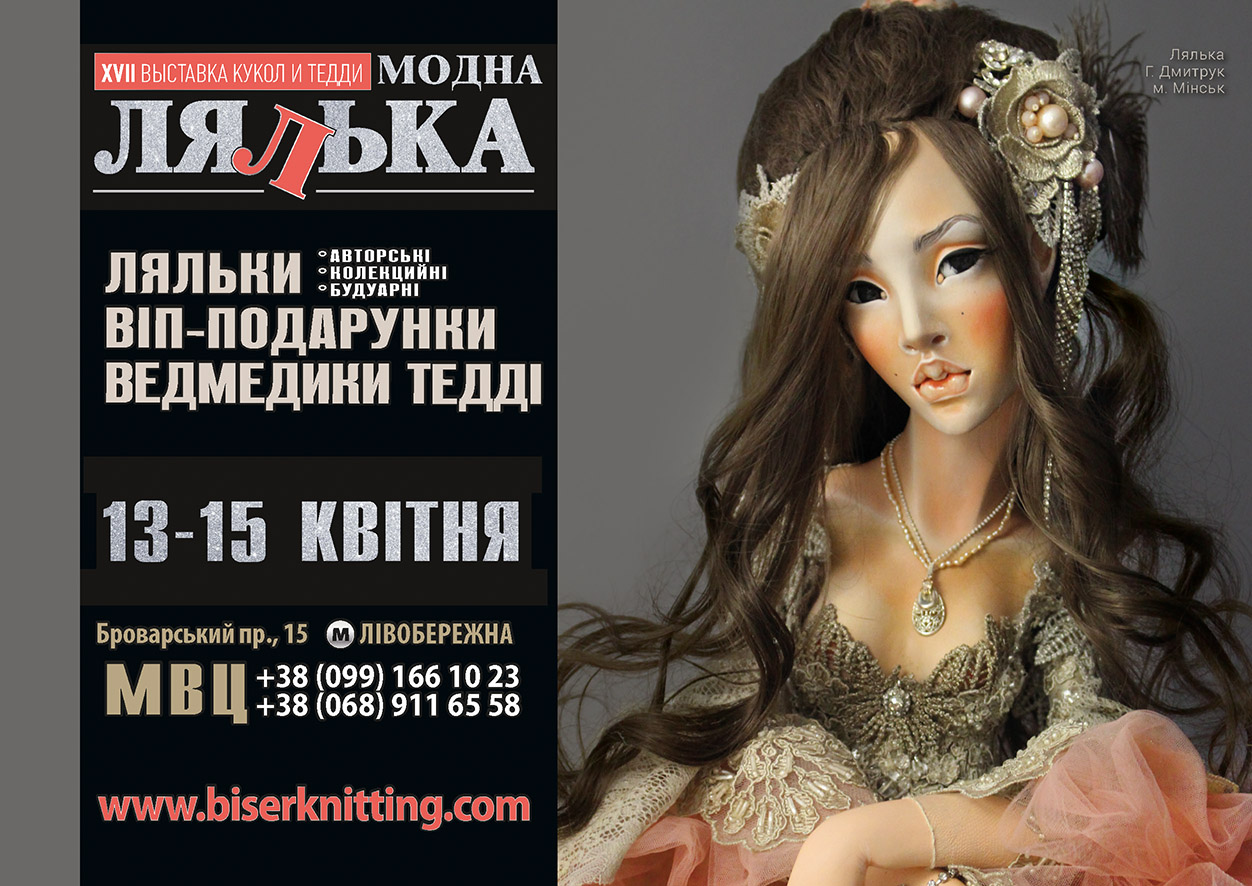 XVII ВЫСТАВКА КУКОЛ И ТЕДДИ МОДНА
ЛЯЛЬКА
ЛЯЛЬКИ
°АВТОРСЬКІ
°КОЛЕКЦИЙНІ
°БУДУАРНІ
ВІП-ПОДАРУНКИ
ВЕДМЕДИКИ ТЕДДІ
13-15 КВІТНЯ
Броварський пр., 15 М ЛІВОБЕРЕЖНА
МВЦ
+38 (099) 166 10 23
+38 (068) 911 65 58
www.biserknitting.com
Лялька
Г. Дмитрук
м. Мінськ